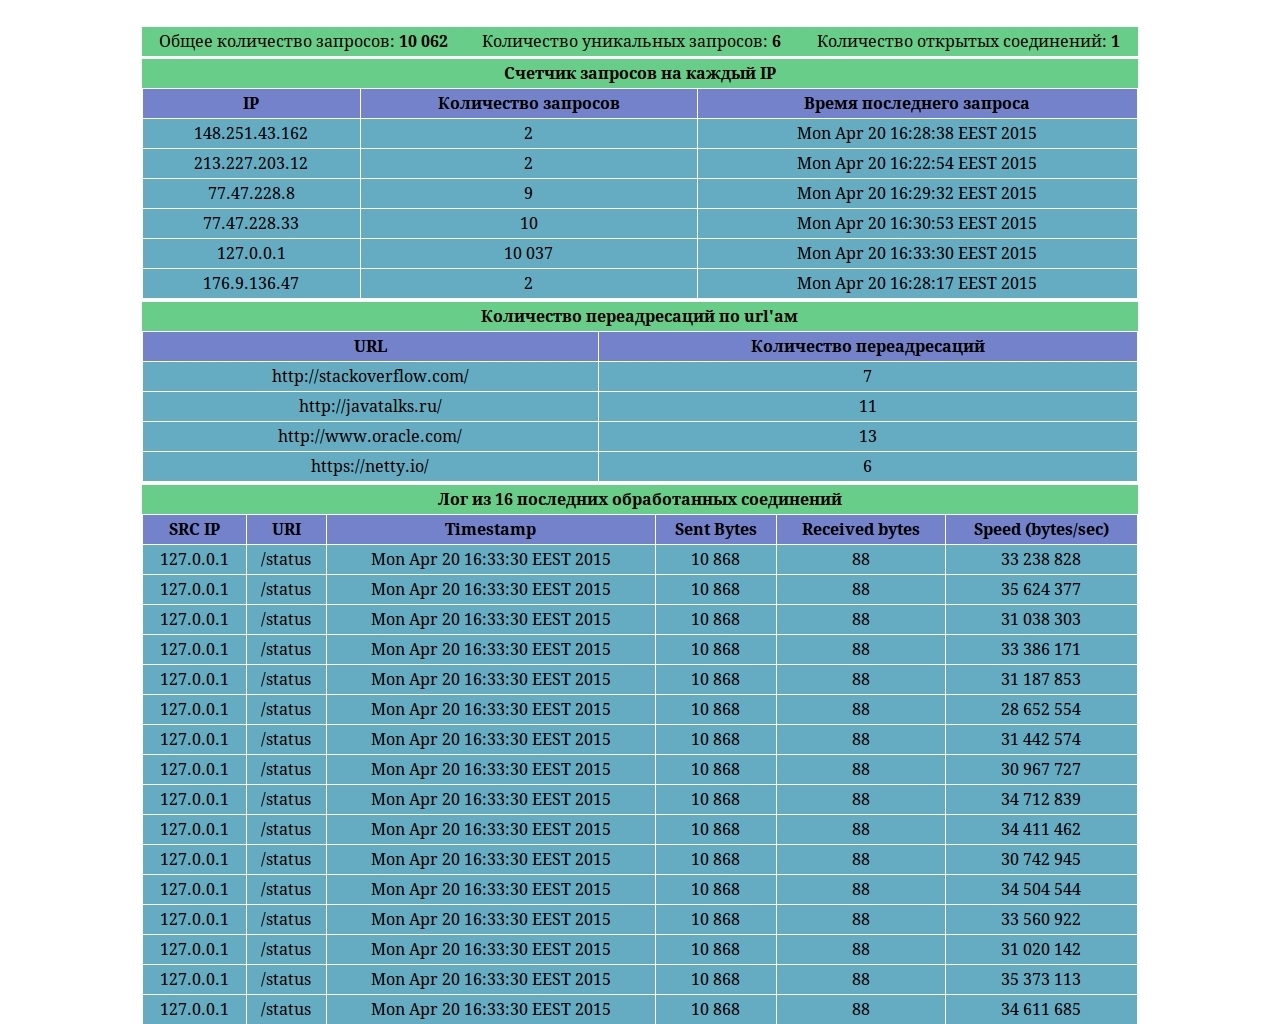 Общее количество запросов: 10 062 Количество уникальных запросов: 6 Количество открытых соединений: 1
Счетчик запросов на каждый IP
IP Количество запросов Время последнего запроса
148.251.43.162 2 Mon Apr 20 16:28:38 EEST 2015
213.227.203.12 2 Mon Apr 20 16:22:54 EEST 2015
77.47.228.8 9 Mon Apr 20 16:29:32 EEST 2015
77.47.228.33 10 Mon Apr 20 16:30:53 EEST 2015
127.0.0.1 10 037 Mon Apr 20 16:33:30 EEST 2015
176.9.136.47 2 Mon Apr 20 16:28:17 EEST 2015
Количество переадресаций по url'ам
URL Количество переадресаций
http://stackoverflow.com/ 7
http://javatalks.ru/ 11
http://www.oracle.com/ 13
https://netty.io/ 6
Лог из 16 последних обработанных соединений
SRC IP URI Timestamp Sent Bytes Received bytes Speed (bytes/sec)
127.0.0.1 /status Mon Apr 20 16:33:30 EEST 2015 10 868 88 33 238 828
127.0.0.1 /status Mon Apr 20 16:33:30 EEST 2015 10 868 88 35 624 377
127.0.0.1 /status Mon Apr 20 16:33:30 EEST 2015 10 868 88 31 038 303
127.0.0.1 /status Mon Apr 20 16:33:30 EEST 2015 10 868 88 33 386 171
127.0.0.1 /status Mon Apr 20 16:33:30 EEST 2015 10 868 88 31 187 853
127.0.0.1 /status Mon Apr 20 16:33:30 EEST 2015 10 868 88 28 652 554
127.0.0.1 /status Mon Apr 20 16:33:30 EEST 2015 10 868 88 31 442 574
127.0.0.1 /status Mon Apr 20 16:33:30 EEST 2015 10 868 88 30 967 727
127.0.0.1 /status Mon Apr 20 16:33:30 EEST 2015 10 868 88 34 712 839
127.0.0.1 /status Mon Apr 20 16:33:30 EEST 2015 10 868 88 34 411 462
127.0.0.1 /status Mon Apr 20 16:33:30 EEST 2015 10 868 88 30 742 945
127.0.0.1 /status Mon Apr 20 16:33:30 EEST 2015 10 868 88 34 504 544
127.0.0.1 /status Mon Apr 20 16:33:30 EEST 2015 10 868 88 33 560 922
127.0.0.1 /status Mon Apr 20 16:33:30 EEST 2015 10 868 88 31 020 142
127.0.0.1 /status Mon Apr 20 16:33:30 EEST 2015 10 868 88 35 373 113
127.0.0.1 /status Mon Apr 20 16:33:30 EEST 2015 10 868 88 34 611 685